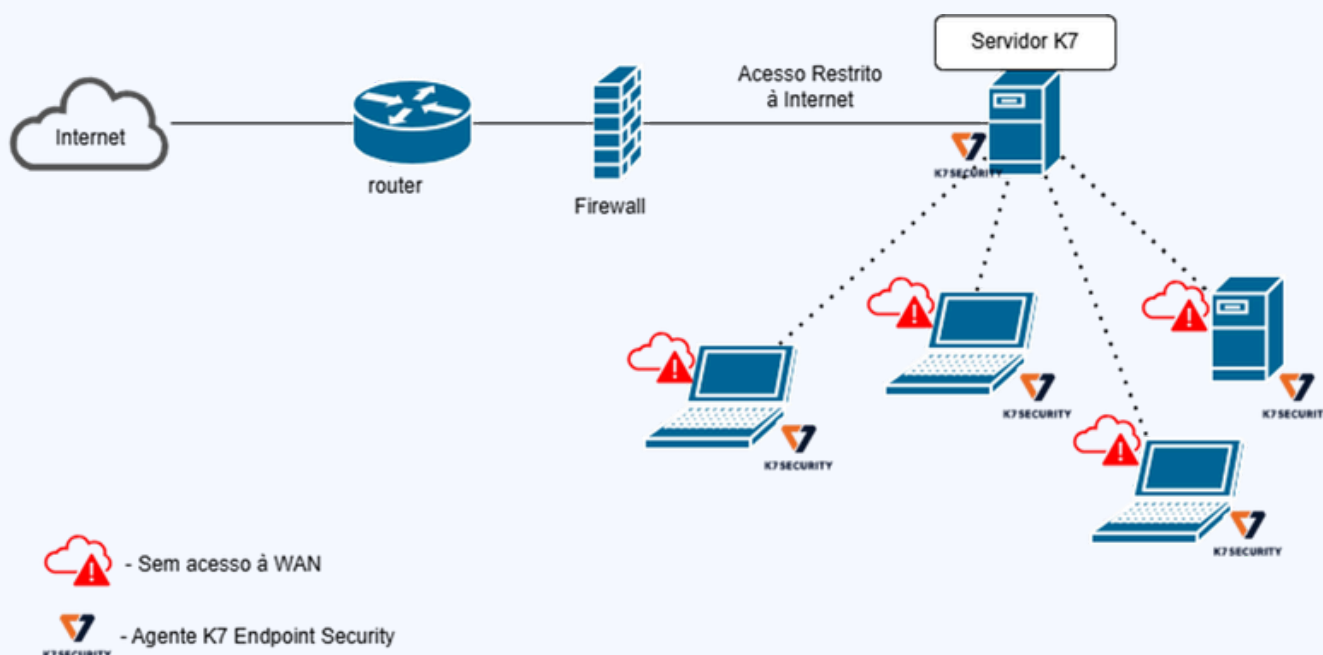 Servidor K7
Acesso Restrito
à Internet
Internet
router
Firewall
K7SECURITY
K7SECURITY
K7SECURITY
K7SECURITY
K7SECURITY
- Sem acesso à WAN
- Agente K7 Endpoint Security
K7SECURITY